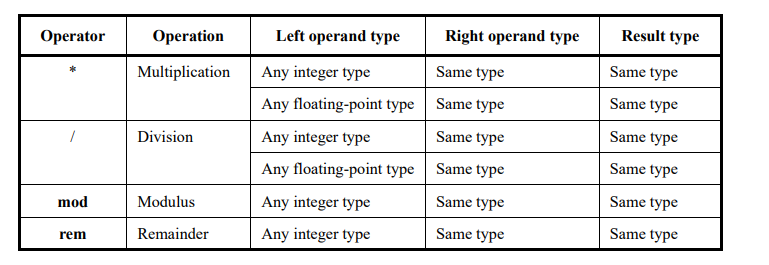 Operator Operation Left operand type Right operand type Result type
* Multiplication Any integer type Same type Same type
Any floating-point type Same type Same type
/ Division Any integer type Same type Same type
Any floating-point type Same type Same type
mod Modulus Any integer type Same type Same type
rem Remainder Any integer type Same type Same type